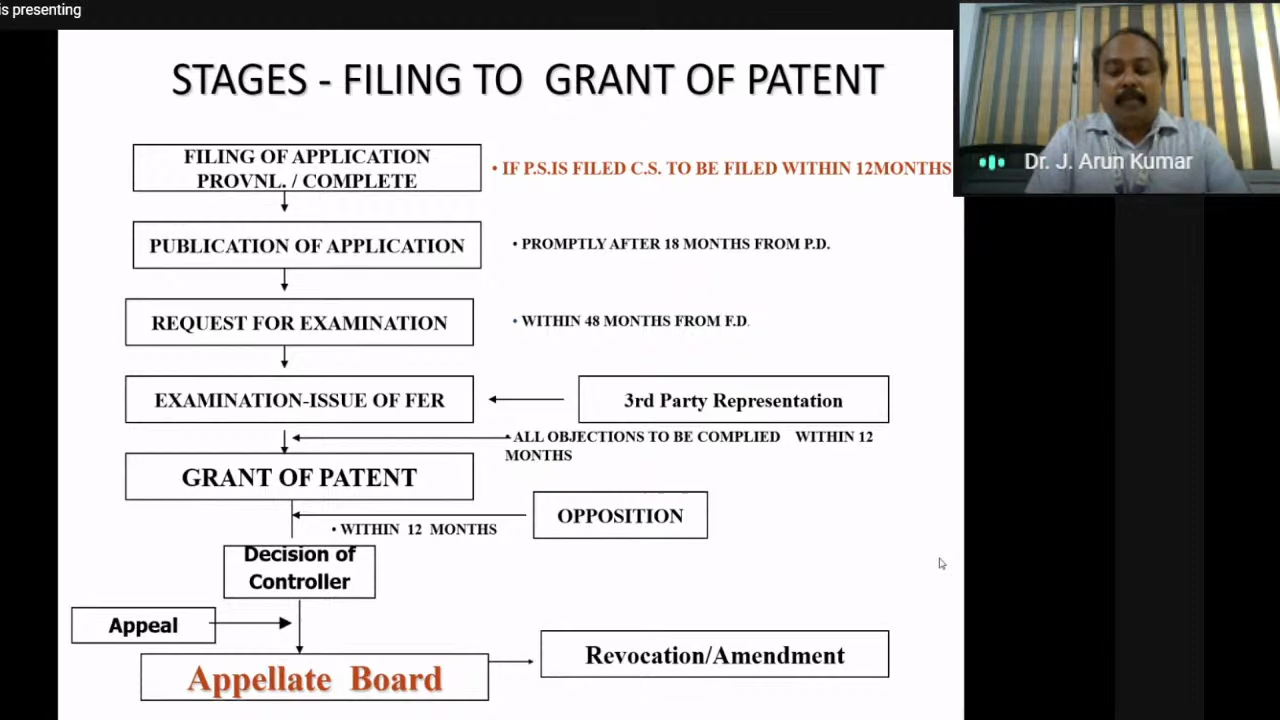 is presenting
STAGES - FILING TO GRANT OF PATENT
Dr. J. Arun Kumar
FILING OF APPLICATION
PROVNL. / COMPLETE
• IF P.S.IS FILED C.S. TO BE FILED WITHIN 12MONTHS
PUBLICATION OF APPLICATION
• PROMPTLY AFTER 18 MONTHS FROM P.D.
REQUEST FOR EXAMINATION
• WITHIN 48 MONTHS FROM F.D.
EXAMINATION-ISSUE OF FER
3rd Party Representation
• ALL OBJECTIONS TO BE COMPLIED WITHIN 12
MONTHS
GRANT OF PATENT
OPPOSITION
• WITHIN 12 MONTHS
Decision of
Controller
Appeal
Appellate Board
Revocation/Amendment